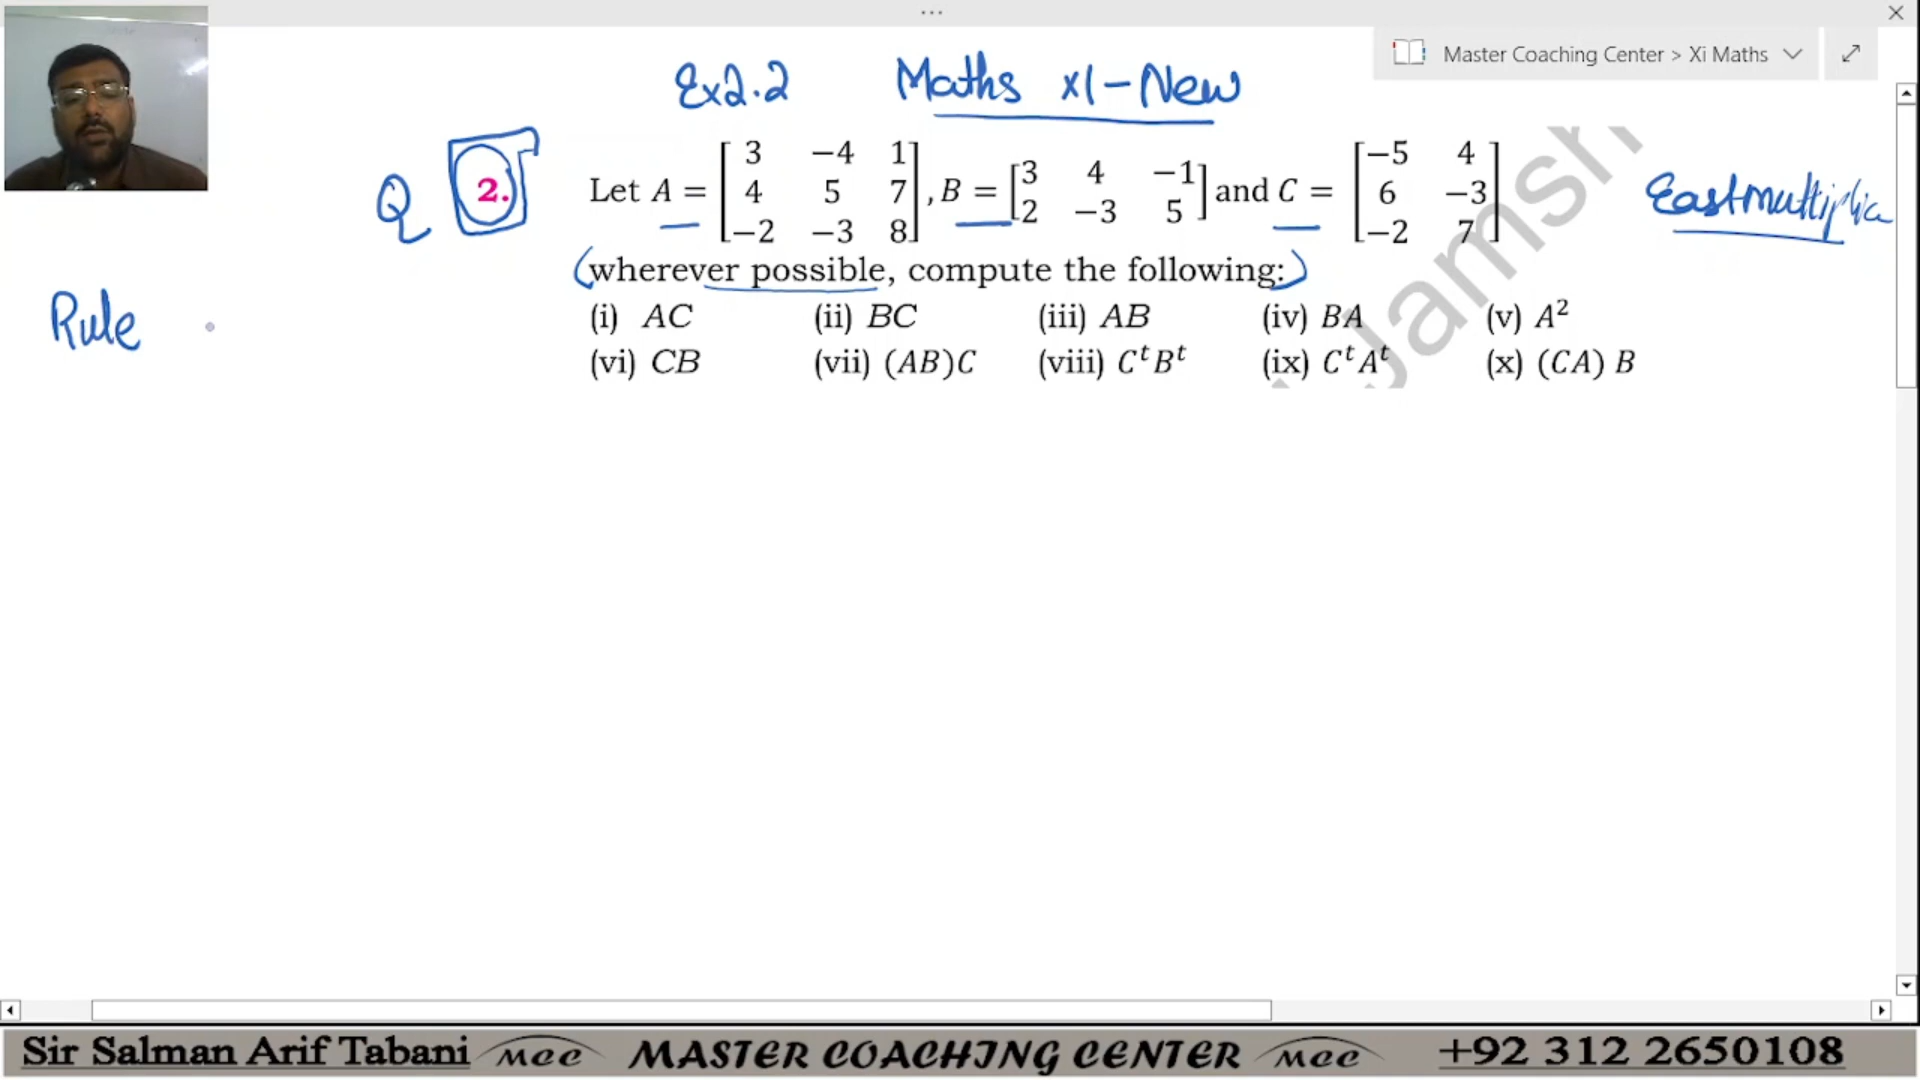 ...
Master Coaching Center > Xi Maths
Ex2.2 Maths XI-New
Q 2. Let A = [3 -4 1; 4 5 7; -2 -3 8], B = [3 4 -1; 2 -3 5] and C = [-5 4; 6 -3; -2 7]
(wherever possible, compute the following:)
(i) AC (ii) BC (iii) AB (iv) BA (v) A²
(vi) CB (vii) (AB)C (viii) CᵗBᵗ (ix) CᵗAᵗ (x) (CA) B
Rule
Jamsh
Sir Salman Arif Tabani MCC MASTER COACHING CENTER MCC +92 312 2650108